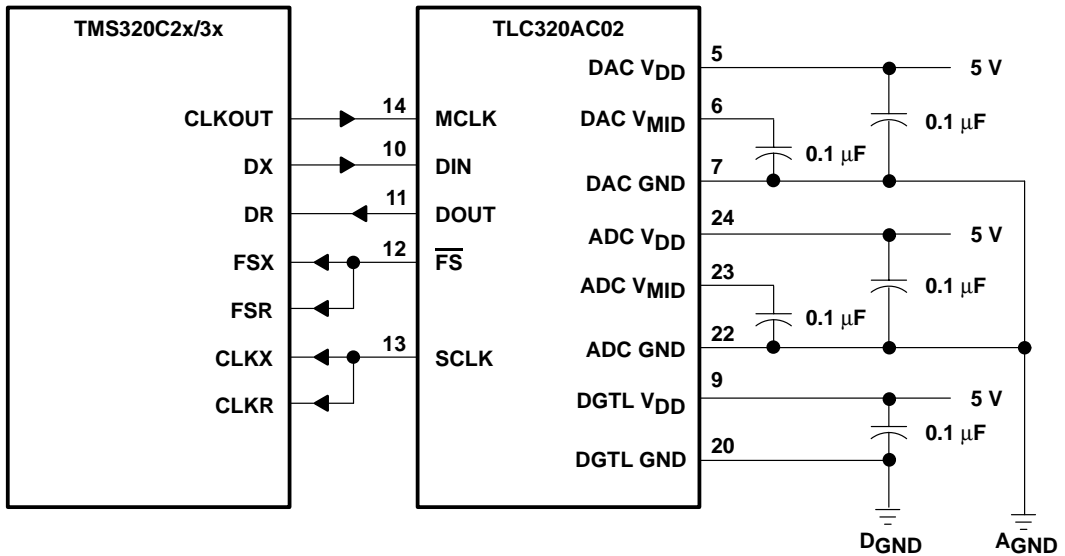 TMS320C2x/3x
CLKOUT
DX
DR
FSX
FSR
CLKX
CLKR
14
10
11
12
13
TLC320AC02
MCLK
DIN
DOUT
FS
SCLK
DAC VDD
DAC VMID
DAC GND
ADC VDD
ADC VMID
ADC GND
DGTL VDD
DGTL GND
5
6
7
24
23
22
9
20
5 V
0.1 μF
0.1 μF
5 V
0.1 μF
0.1 μF
5 V
0.1 μF
DGND
AGND